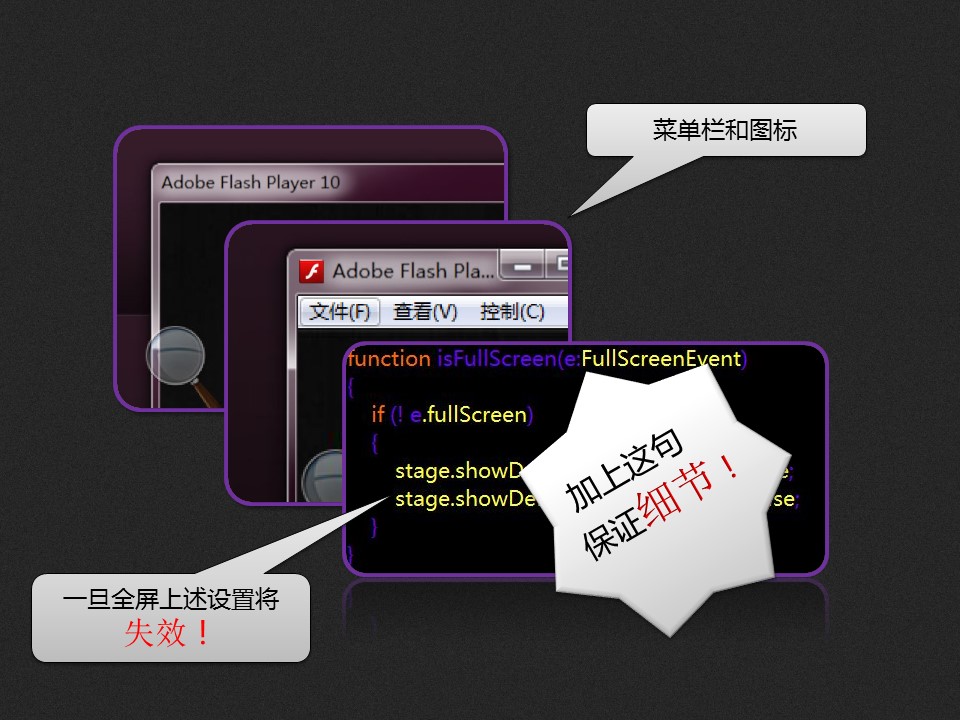 菜单栏和图标
Adobe Flash Player 10
Adobe Flash Pla...
文件(F) 查看(V) 控制(C)
function isFullScreen(e:FullScreenEvent)
{
if (! e.fullScreen)
{
stage.showDe
stage.showDe se;
}
}
加上这句
保证细节！
一旦全屏上述设置将
失效！